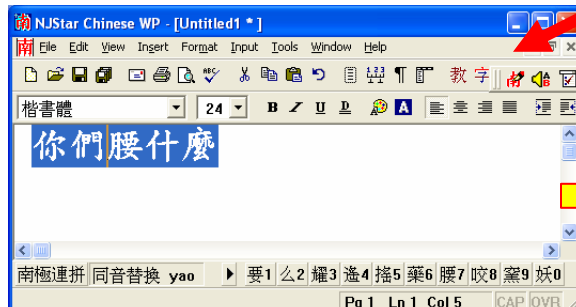 NJStar Chinese WP - [Untitled1 * ]
File Edit View Insert Format Input Tools Window Help
教 字
楷書體 24 B Z U D A
你們腰什麼
南極連拼 同音替换 yao 要1 么2 耀3 遙4 搖5 藥6 腰7 咬8 窯9 妖0
Pg 1 Ln 1 Col 5 CAP OVR